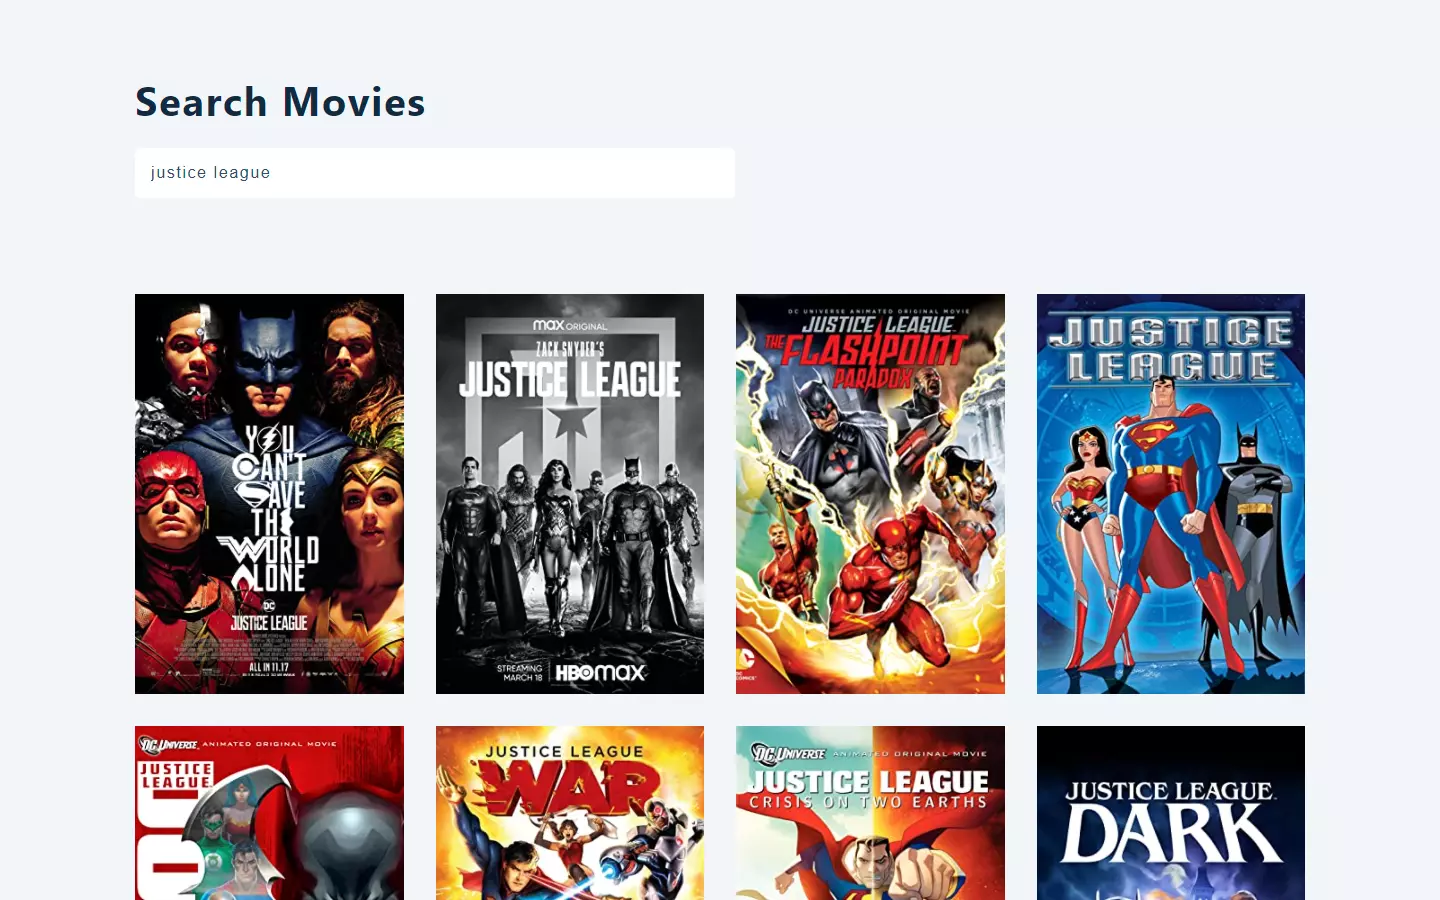 Search Movies
justice league
YOU
CAN'T
SAVE
THE
WORLD
ALONE
DC
JUSTICE LEAGUE
ALL IN 11.17
max ORIGINAL
ZACK SNYDER'S
JUSTICE LEAGUE
STREAMING
MARCH 18
HBOmax
DC UNIVERSE ANIMATED ORIGINAL MOVIE
JUSTICE LEAGUE
THE FLASHPOINT
PARADOX
DC
COMICS
JUSTICE
LEAGUE
DC UNIVERSE ANIMATED ORIGINAL MOVIE
JUSTICE
LEAGUE
JUSTICE LEAGUE
WAR
DC UNIVERSE ANIMATED ORIGINAL MOVIE
JUSTICE LEAGUE
CRISIS ON TWO EARTHS
JUSTICE LEAGUE
DARK